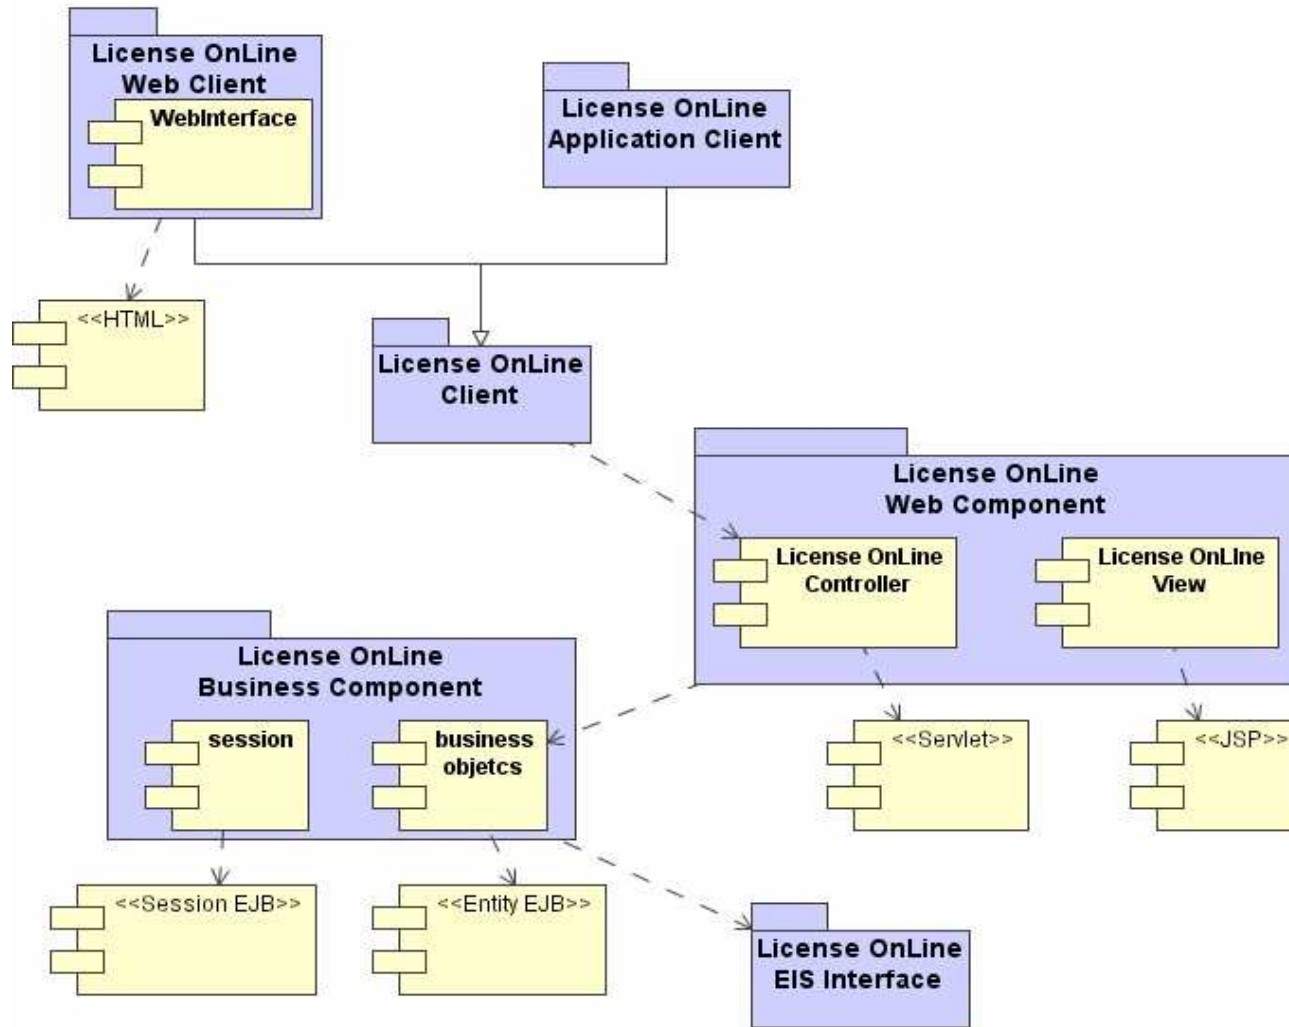 License OnLine
Web Client
WebInterface
License OnLine
Application Client
<<HTML>>
License OnLine
Client
License OnLine
Web Component
License OnLine
Controller
License OnLIne
View
License OnLine
Business Component
session
business
objetcs
<<Servlet>>
<<JSP>>
<<Session EJB>>
<<Entity EJB>>
License OnLine
EIS Interface